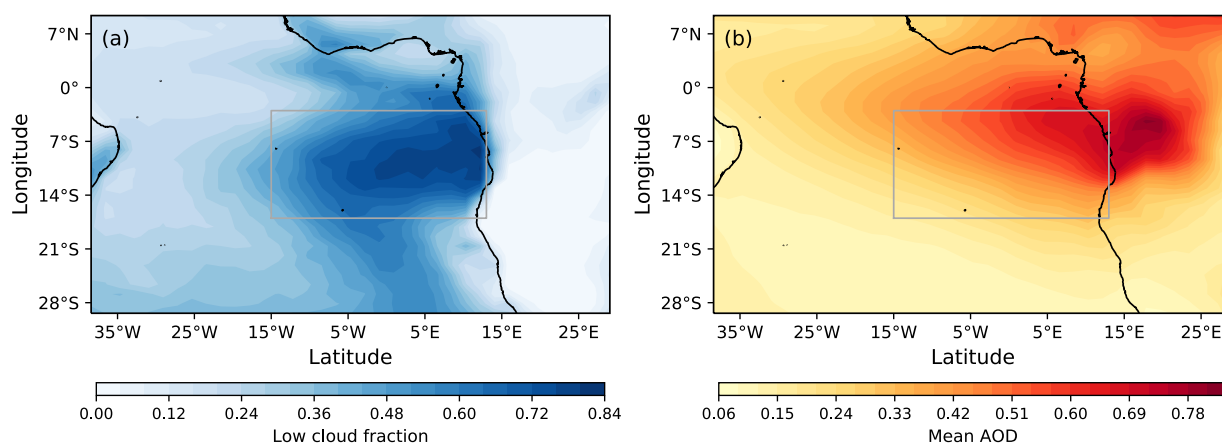 (a)
7°N
0°
7°S
14°S
21°S
28°S
Longitude
35°W 25°W 15°W 5°W 5°E 15°E 25°E
Latitude
0.00 0.12 0.24 0.36 0.48 0.60 0.72 0.84
Low cloud fraction
(b)
7°N
0°
7°S
14°S
21°S
28°S
Longitude
35°W 25°W 15°W 5°W 5°E 15°E 25°E
Latitude
0.06 0.15 0.24 0.33 0.42 0.51 0.60 0.69 0.78
Mean AOD